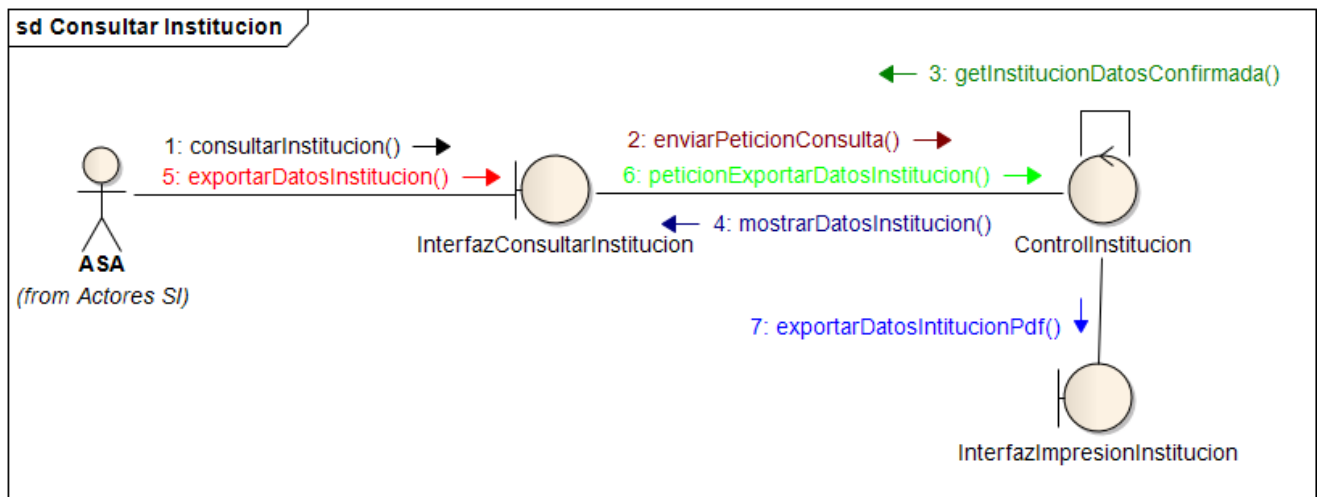 sd Consultar Institucion
3: getInstitucionDatosConfirmada()
1: consultarInstitucion()
2: enviarPeticionConsulta()
5: exportarDatosInstitucion()
6: peticionExportarDatosInstitucion()
4: mostrarDatosInstitucion()
InterfazConsultarInstitucion
ControlInstitucion
ASA
(from Actores SI)
7: exportarDatosIntitucionPdf()
InterfazImpresionInstitucion